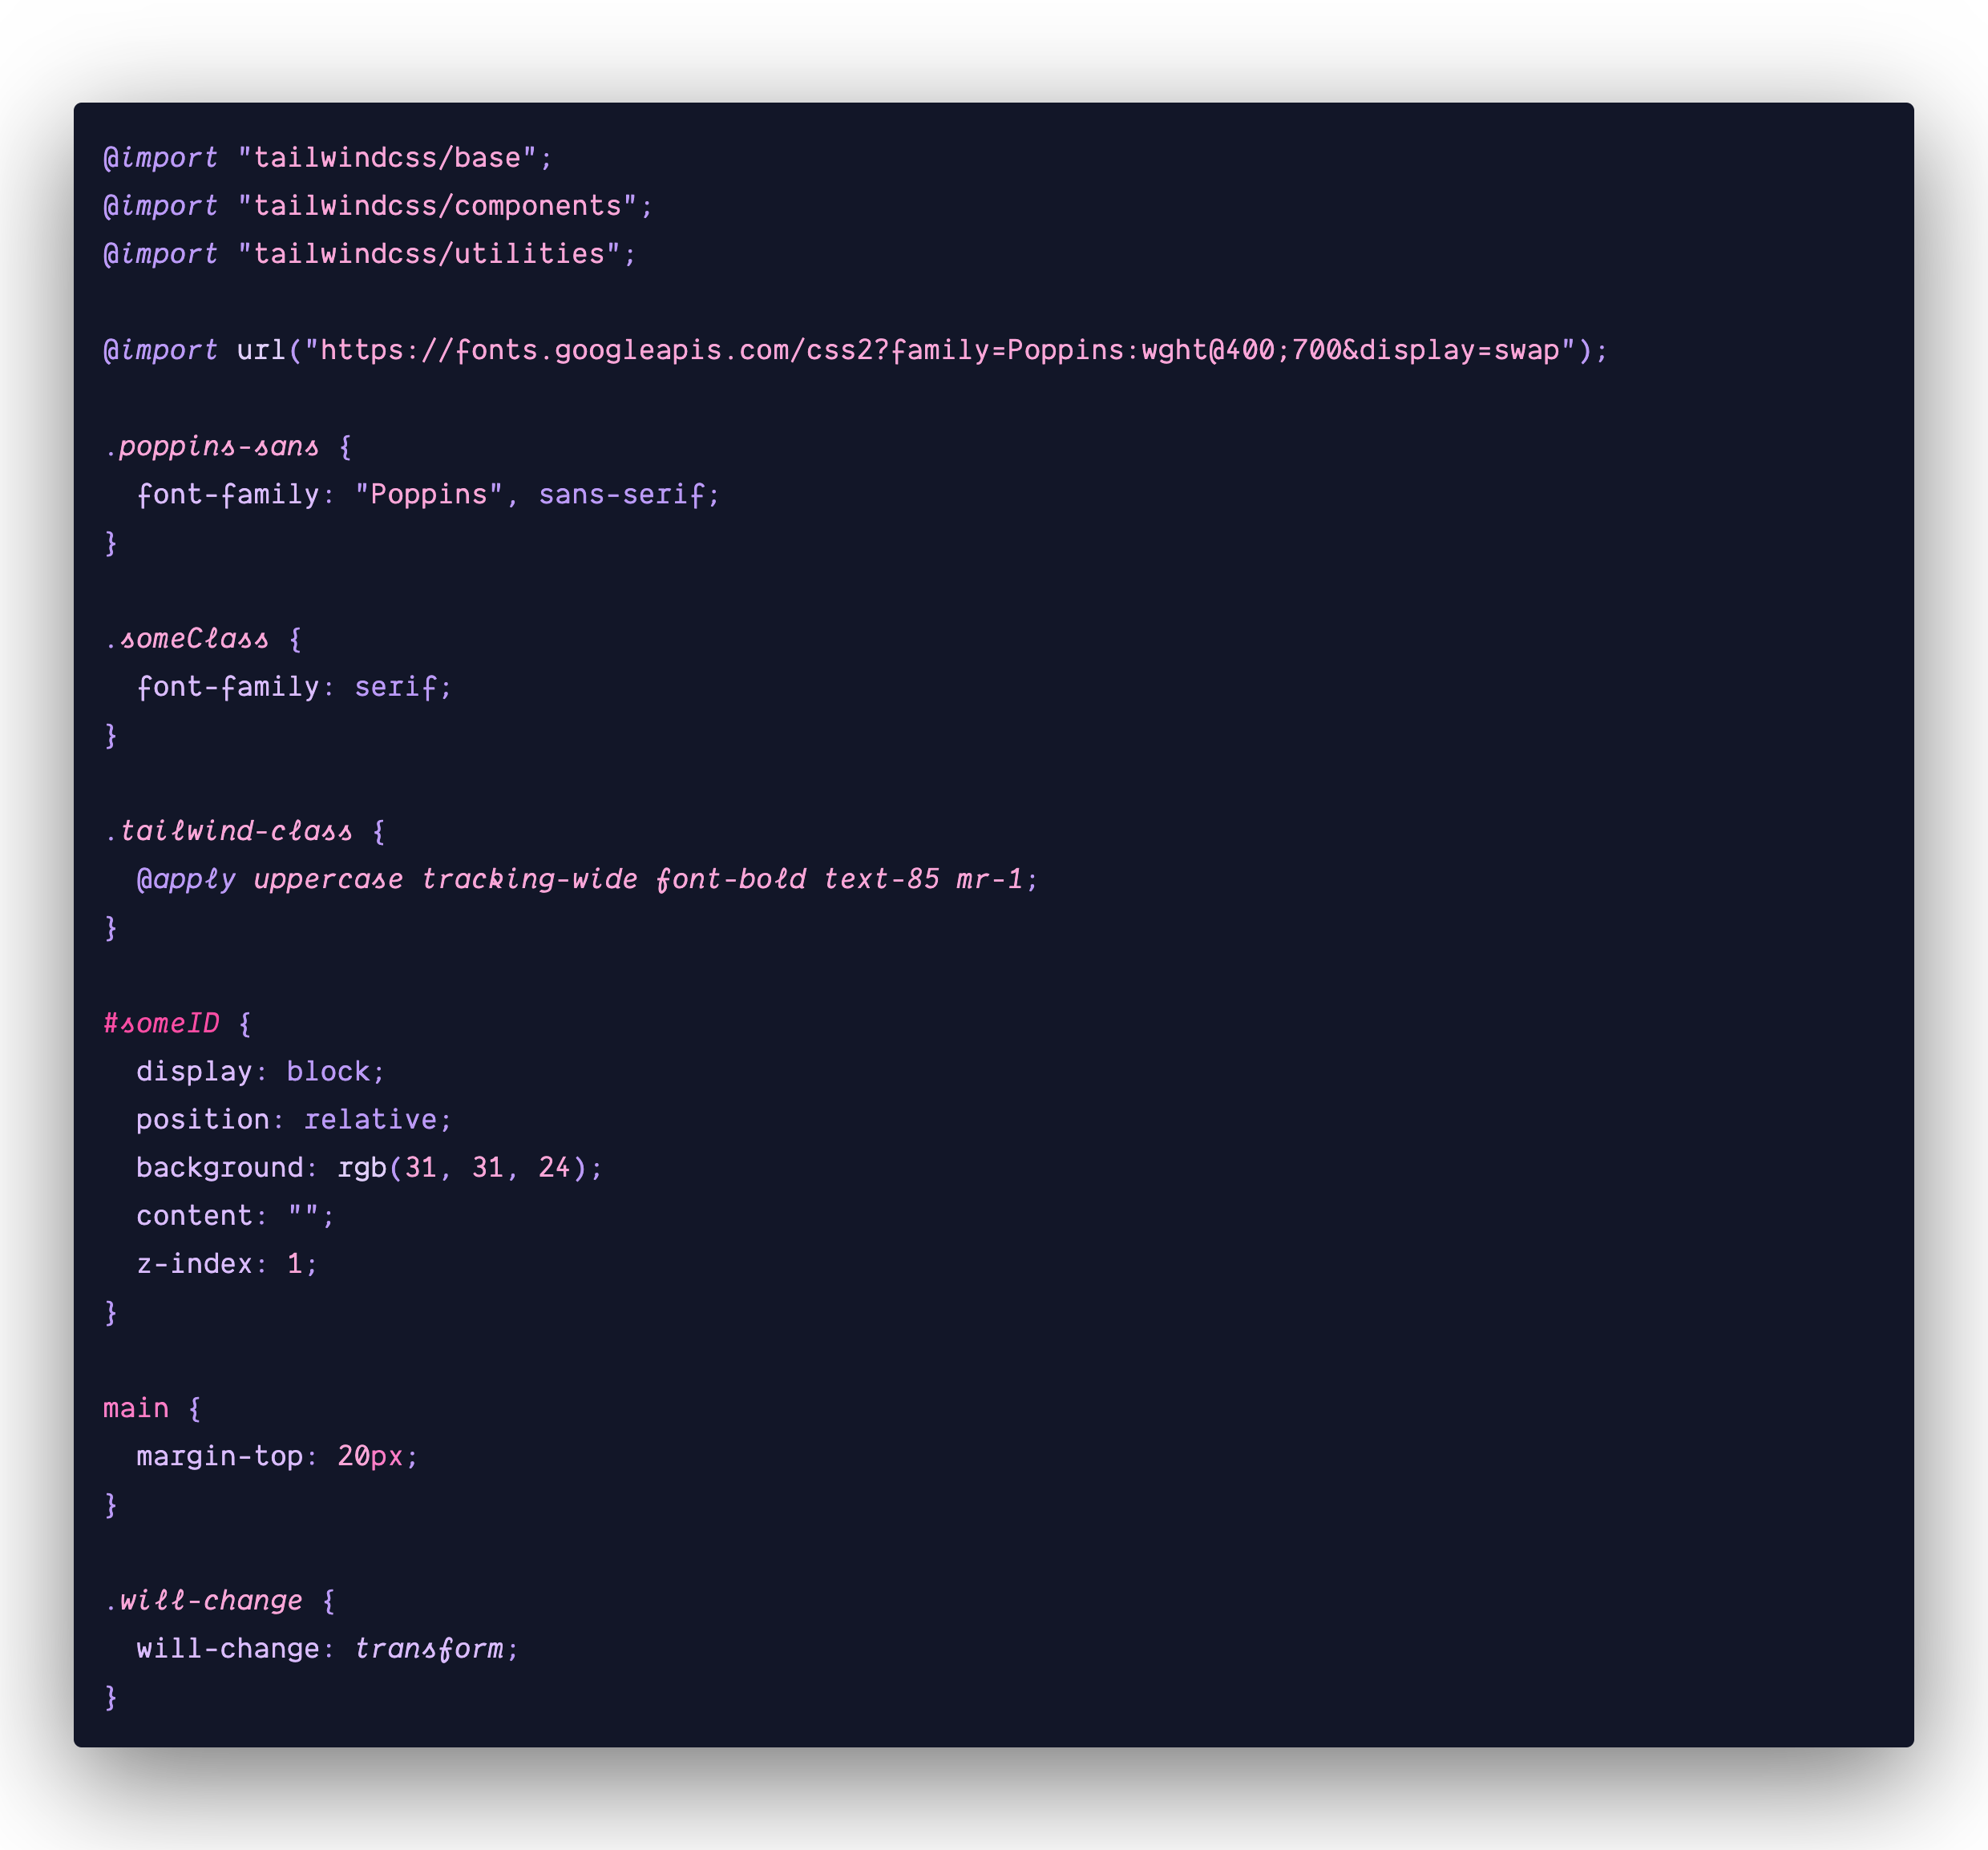 @import "tailwindcss/base";
@import "tailwindcss/components";
@import "tailwindcss/utilities";

@import url("https://fonts.googleapis.com/css2?family=Poppins:wght@400;700&display=swap");

.poppins-sans {
  font-family: "Poppins", sans-serif;
}

.someClass {
  font-family: serif;
}

.tailwind-class {
  @apply uppercase tracking-wide font-bold text-85 mr-1;
}

#someID {
  display: block;
  position: relative;
  background: rgb(31, 31, 24);
  content: "";
  z-index: 1;
}

main {
  margin-top: 20px;
}

.will-change {
  will-change: transform;
}